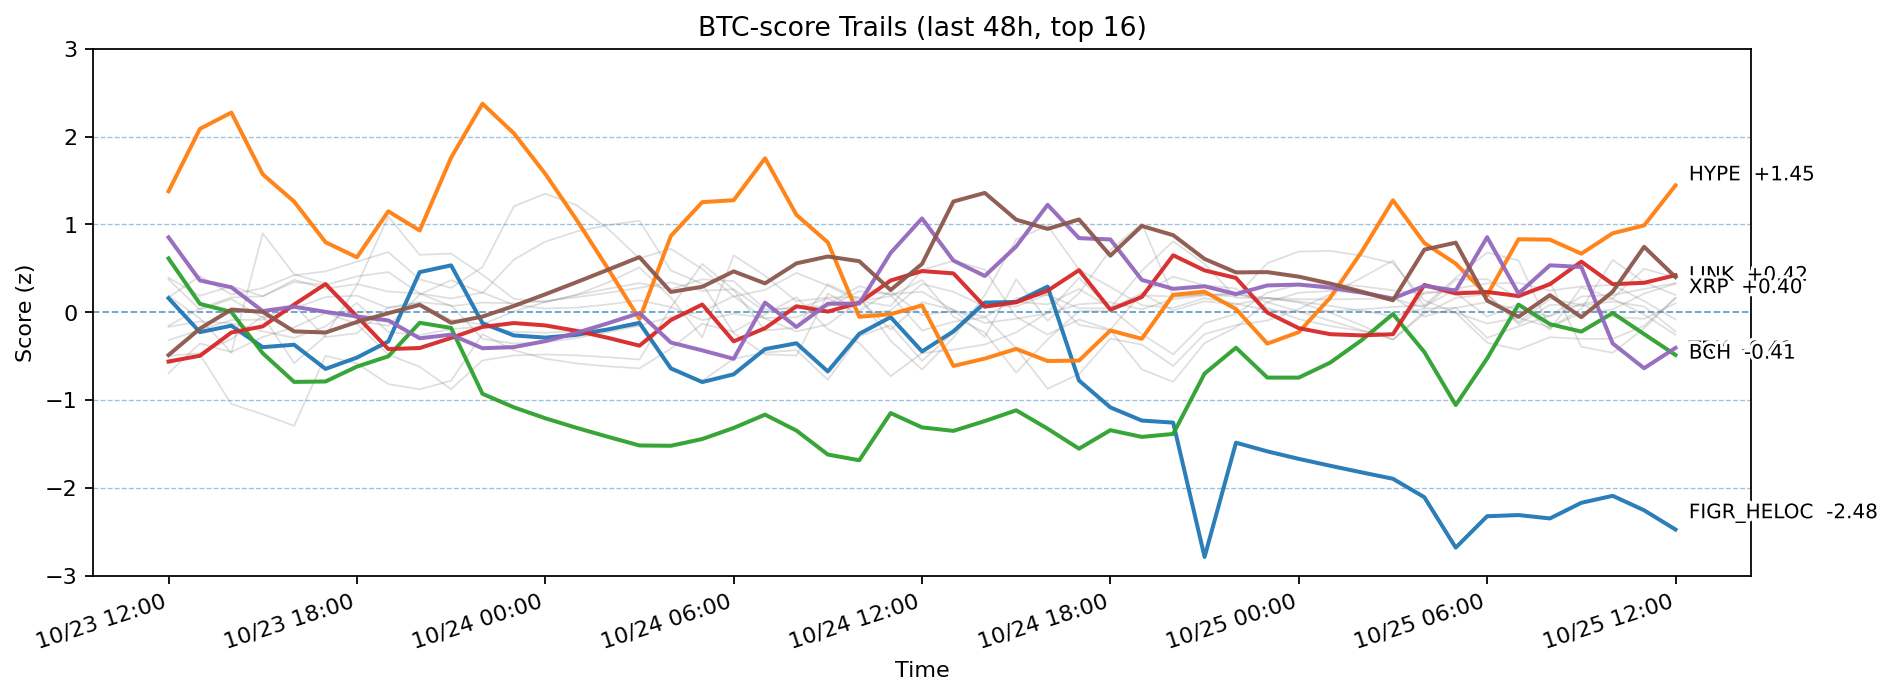 BTC-score Trails (last 48h, top 16)
Score (z)
3
2
1
0
−1
−2
−3
HYPE +1.45
LINK +0.42
XRP +0.40
BCH -0.41
FIGR_HELOC -2.48
10/23 12:00
10/23 18:00
10/24 00:00
10/24 06:00
10/24 12:00
10/24 18:00
10/25 00:00
10/25 06:00
10/25 12:00
Time